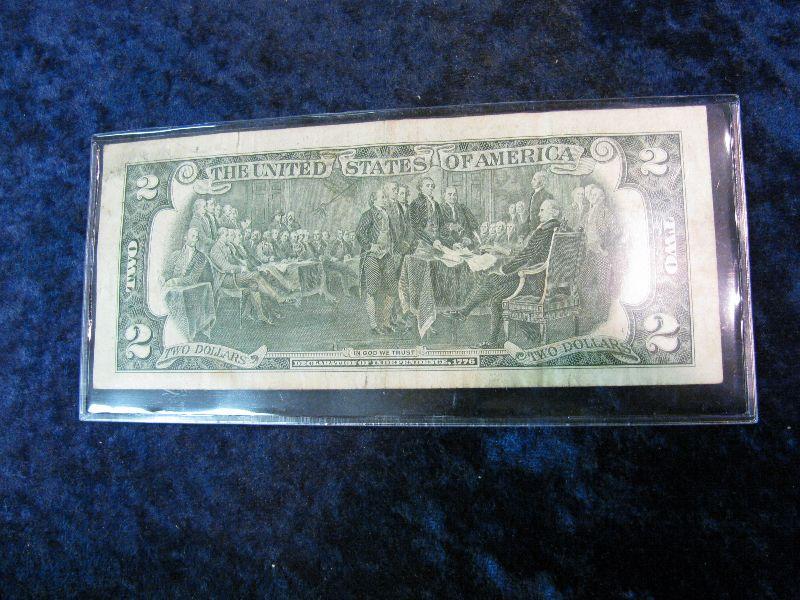 THE UNITED STATES OF AMERICA
2
2
TWO
TWO
2
2
TWO DOLLARS
IN GOD WE TRUST
TWO DOLLARS
DECLARATION OF INDEPENDENCE, 1776